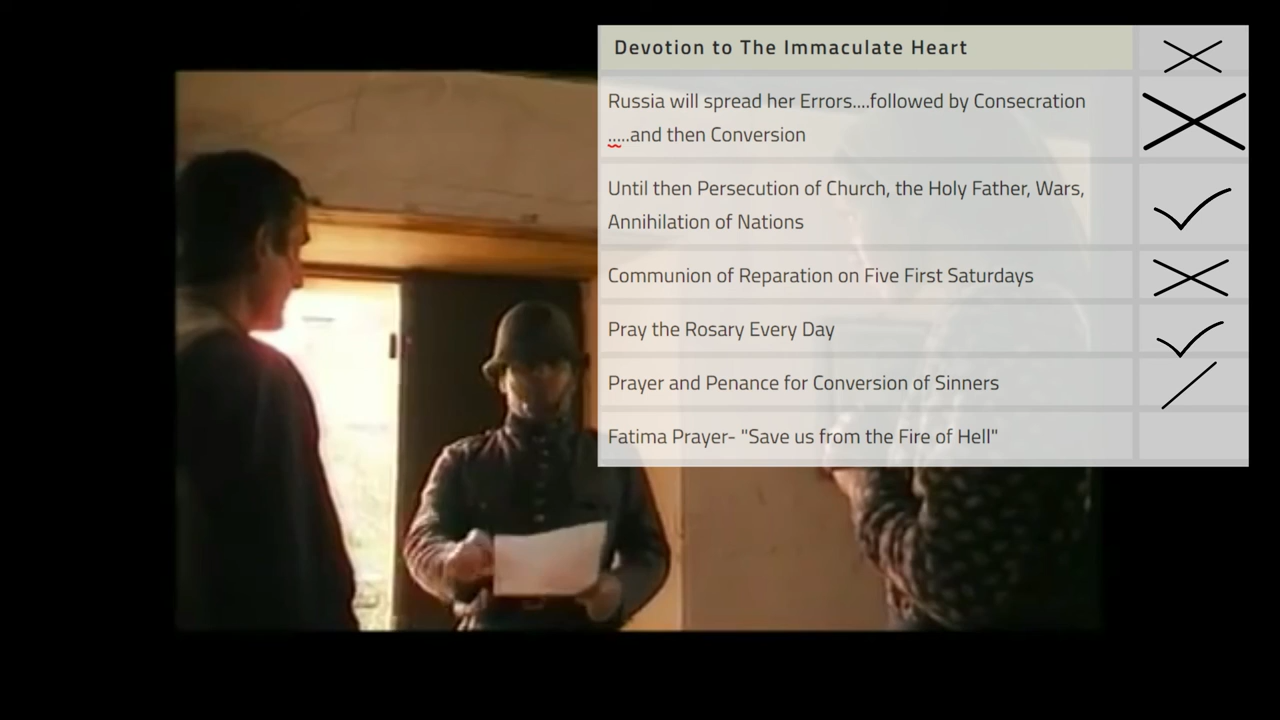 Devotion to The Immaculate Heart
Russia will spread her Errors....followed by Consecration
.....and then Conversion
Until then Persecution of Church, the Holy Father, Wars,
Annihilation of Nations
Communion of Reparation on Five First Saturdays
Pray the Rosary Every Day
Prayer and Penance for Conversion of Sinners
Fatima Prayer- "Save us from the Fire of Hell"